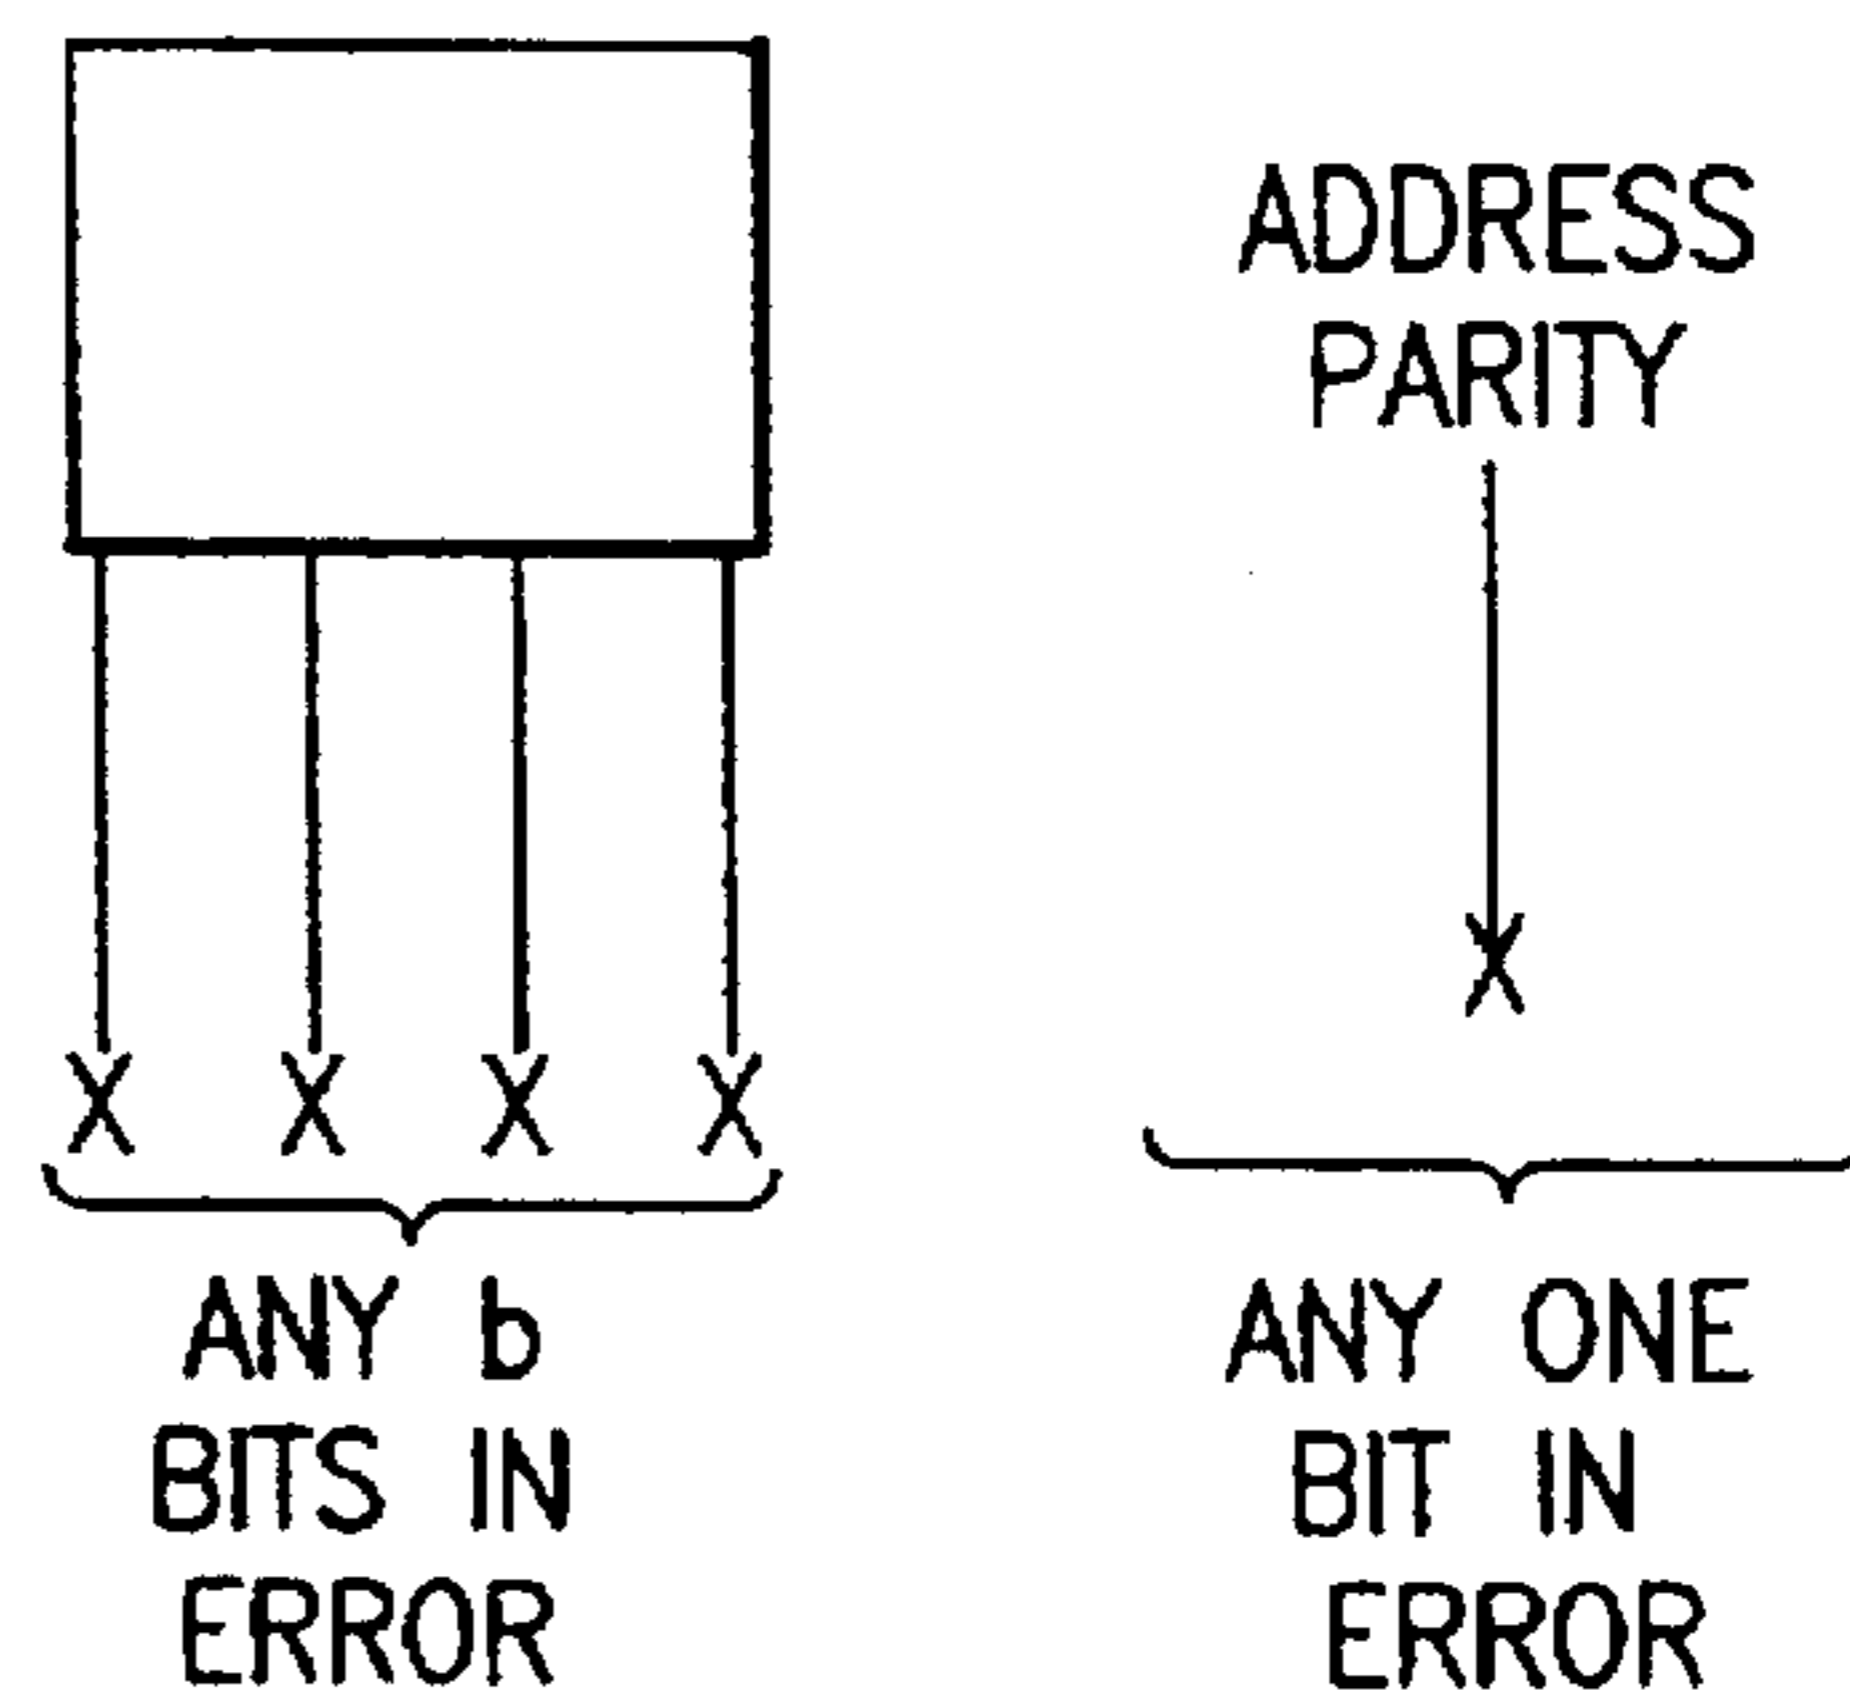 ADDRESS
PARITY
X X X X
X
ANY b
BITS IN
ERROR
ANY ONE
BIT IN
ERROR